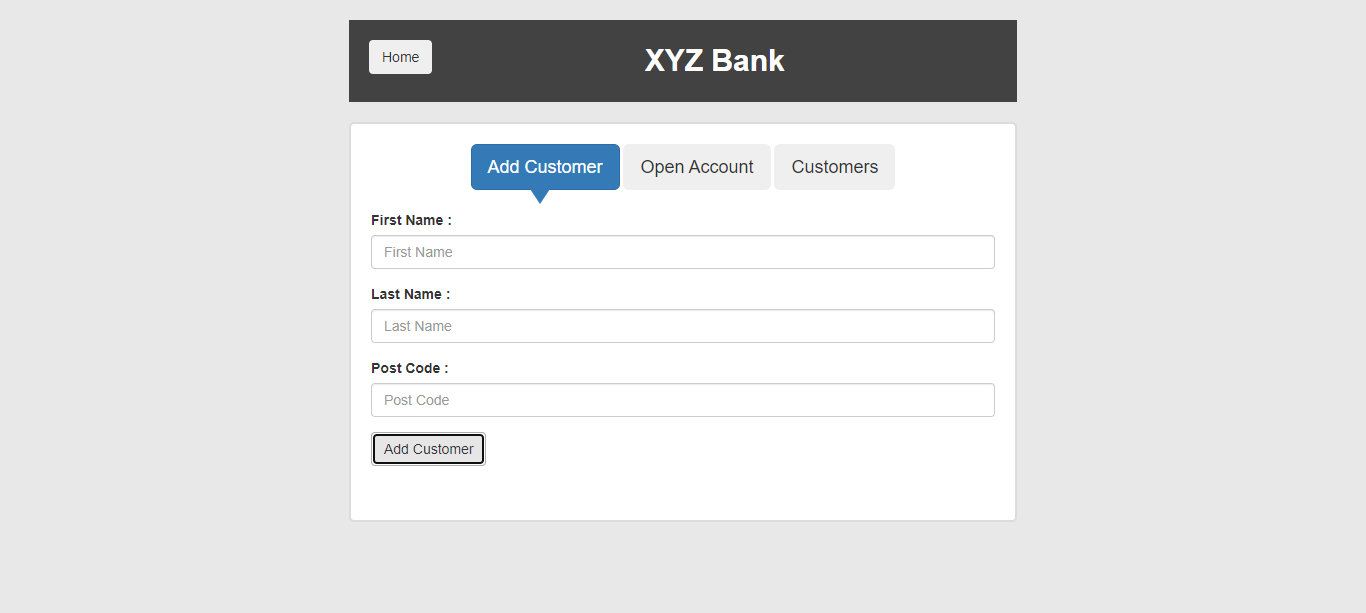 Home
XYZ Bank
Add Customer Open Account Customers
First Name :
First Name
Last Name :
Last Name
Post Code :
Post Code
Add Customer